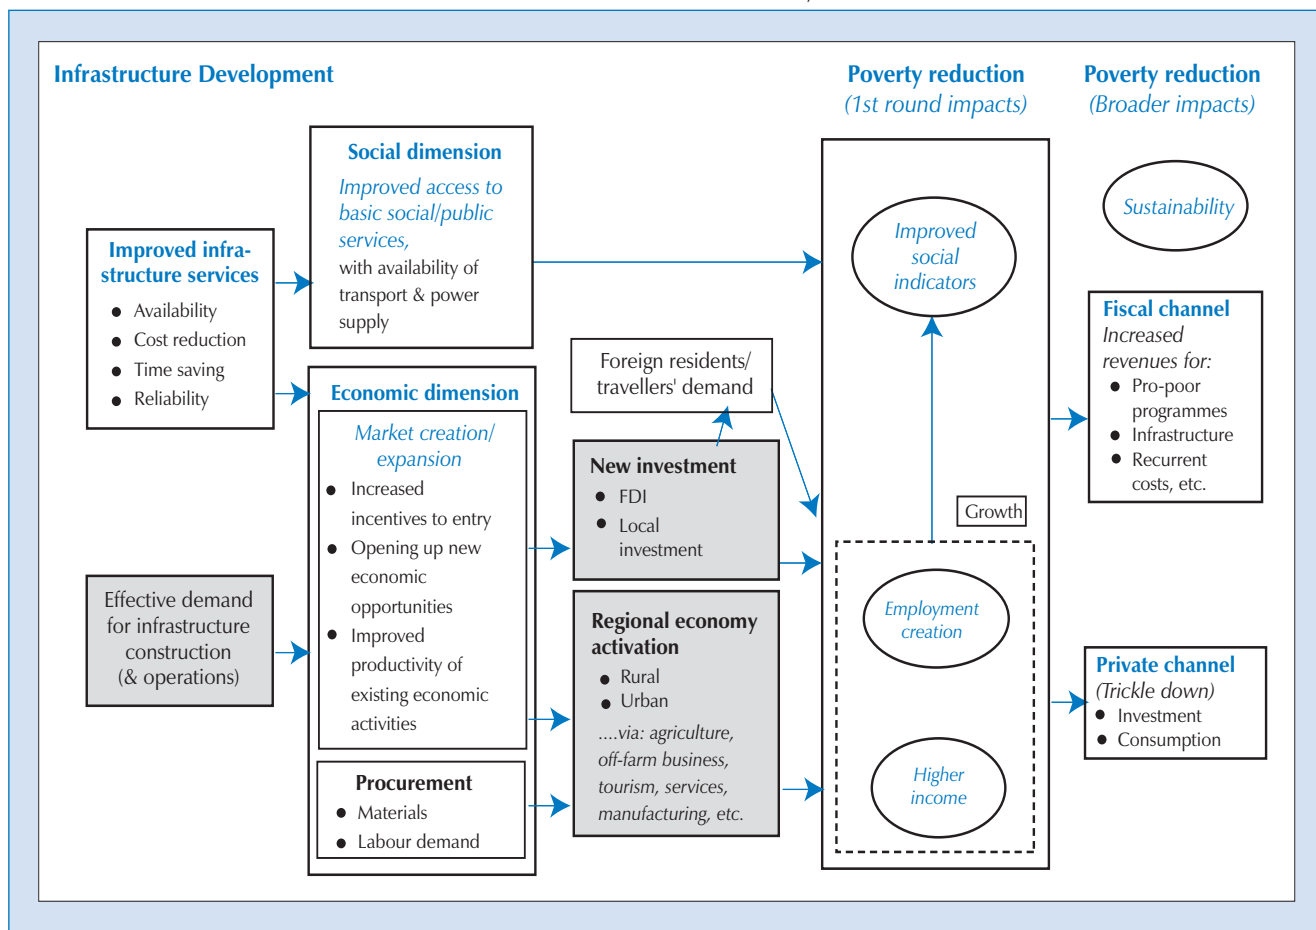 Infrastructure Development
Poverty reduction
(1st round impacts)
Poverty reduction
(Broader impacts)
Social dimension
Improved access to
basic social/public
services,
with availability of
transport & power
supply
Improved infra-
structure services
● Availability
● Cost reduction
● Time saving
● Reliability
Economic dimension
Market creation/
expansion
● Increased
incentives to entry
● Opening up new
economic
opportunities
● Improved
productivity of
existing economic
activities
Effective demand
for infrastructure
construction
(& operations)
Procurement
● Materials
● Labour demand
Foreign residents/
travellers' demand
New investment
● FDI
● Local
investment
Regional economy
activation
● Rural
● Urban
....via: agriculture,
off-farm business,
tourism, services,
manufacturing, etc.
Improved
social
indicators
Growth
Employment
creation
Higher
income
Sustainability
Fiscal channel
Increased
revenues for:
● Pro-poor
programmes
● Infrastructure
● Recurrent
costs, etc.
Private channel
(Trickle down)
● Investment
● Consumption